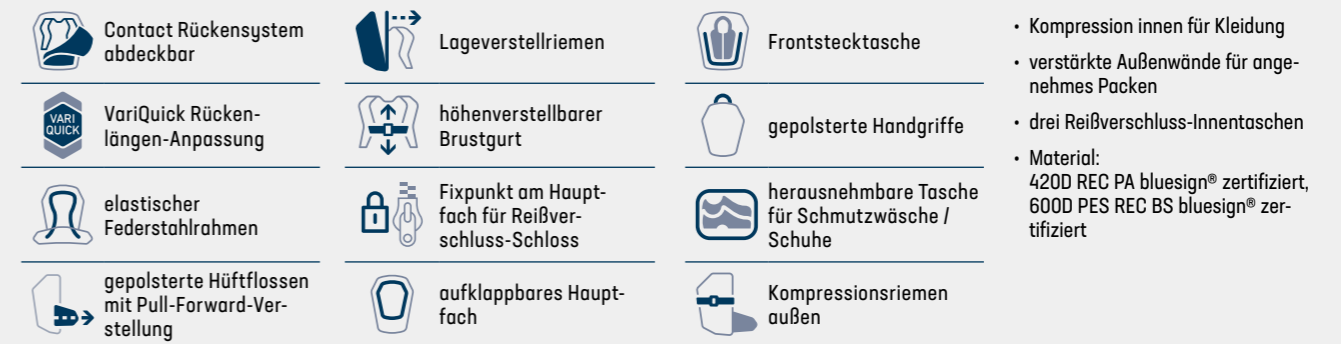 Contact Rückensystem
abdeckbar
VARI
QUICK
VariQuick Rücken-
längen-Anpassung
elastischer
Federstahlrahmen
gepolsterte Hüftflossen
mit Pull-Forward-Ver-
stellung
Lageverstellriemen
höhenverstellbarer
Brustgurt
Fixpunkt am Haupt-
fach für Reißver-
schluss-Schloss
aufklappbares Haupt-
fach
Frontstecktasche
gepolsterte Handgriffe
herausnehmbare Tasche
für Schmutzwäsche /
Schuhe
Kompressionsriemen
außen
• Kompression innen für Kleidung
• verstärkte Außenwände für ange-
nehmes Packen
• drei Reißverschluss-Innentaschen
• Material:
420D REC PA bluesign® zertifiziert,
600D PES REC BS bluesign® zer-
tifiziert